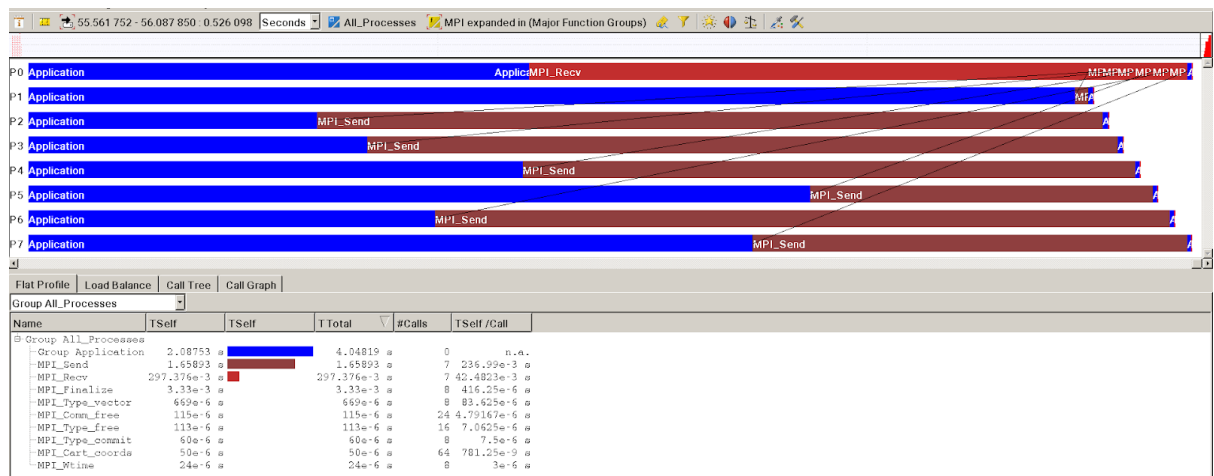 55.561 752 - 56.087 850 : 0.526 098 Seconds All_Processes MPI expanded in (Major Function Groups)
P0 Application Applica MPI_Recv MP MP MP MP MP MP A
P1 Application MP A
P2 Application MPI_Send A
P3 Application MPI_Send A
P4 Application MPI_Send A
P5 Application MPI_Send A
P6 Application MPI_Send A
P7 Application MPI_Send A
Flat Profile Load Balance Call Tree Call Graph
Group All_Processes
Name TSelf TSelf TTotal #Calls TSelf /Call
Group All_Processes
Group Application 2.08753 s 4.04819 s 0 n.a.
MPI_Send 1.65893 s 1.65893 s 7 236.99e-3 s
MPI_Recv 297.376e-3 s 297.376e-3 s 7 42.4823e-3 s
MPI_Finalize 3.33e-3 s 3.33e-3 s 8 416.25e-6 s
MPI_Type_vector 669e-6 s 669e-6 s 8 83.625e-6 s
MPI_Comm_free 115e-6 s 115e-6 s 24 4.79167e-6 s
MPI_Type_free 113e-6 s 113e-6 s 16 7.0625e-6 s
MPI_Type_commit 60e-6 s 60e-6 s 8 7.5e-6 s
MPI_Cart_coords 50e-6 s 50e-6 s 64 781.25e-9 s
MPI_Wtime 24e-6 s 24e-6 s 8 3e-6 s